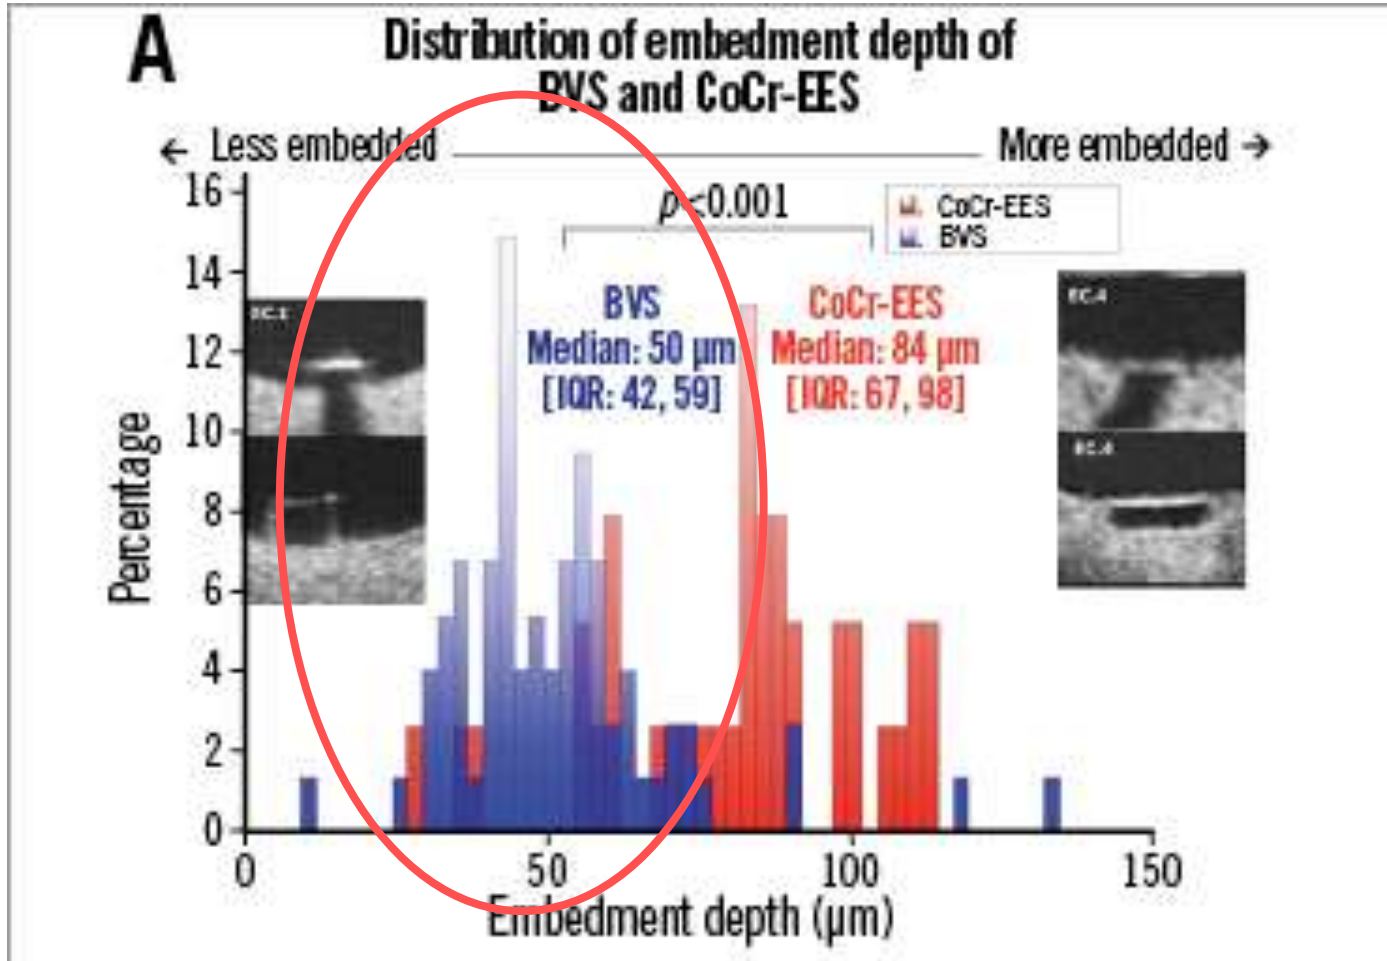 A
Distribution of embedment depth of
BVS and CoCr-EES
← Less embedded
More embedded →
p<0.001
CoCr-EES
BVS
BVS
Median: 50 µm
[IQR: 42, 59]
CoCr-EES
Median: 84 µm
[IQR: 67, 98]
Percentage
16
14
12
10
8
6
4
2
0
0 50 100 150
Embedment depth (µm)